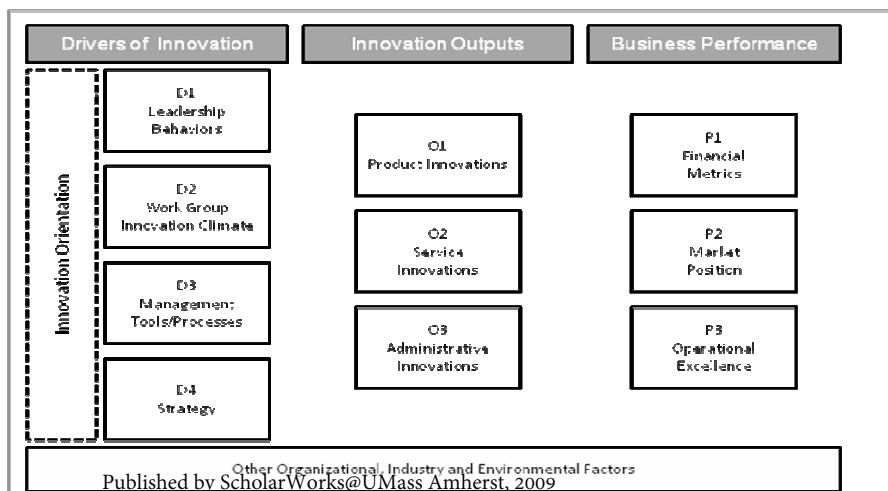 Drivers of Innovation
Innovation Outputs
Business Performance
Innovation Orientation
D1
Leadership
Behaviors
D2
Work Group
Innovation Climate
D3
Management
Tools/Processes
D4
Strategy
O1
Product Innovations
O2
Service
Innovations
O3
Administrative
Innovations
P1
Financial
Metrics
P2
Market
Position
P3
Operational
Excellence
Other Organizational, Industry and Environmental Factors
Published by ScholarWorks@UMass Amherst, 2009